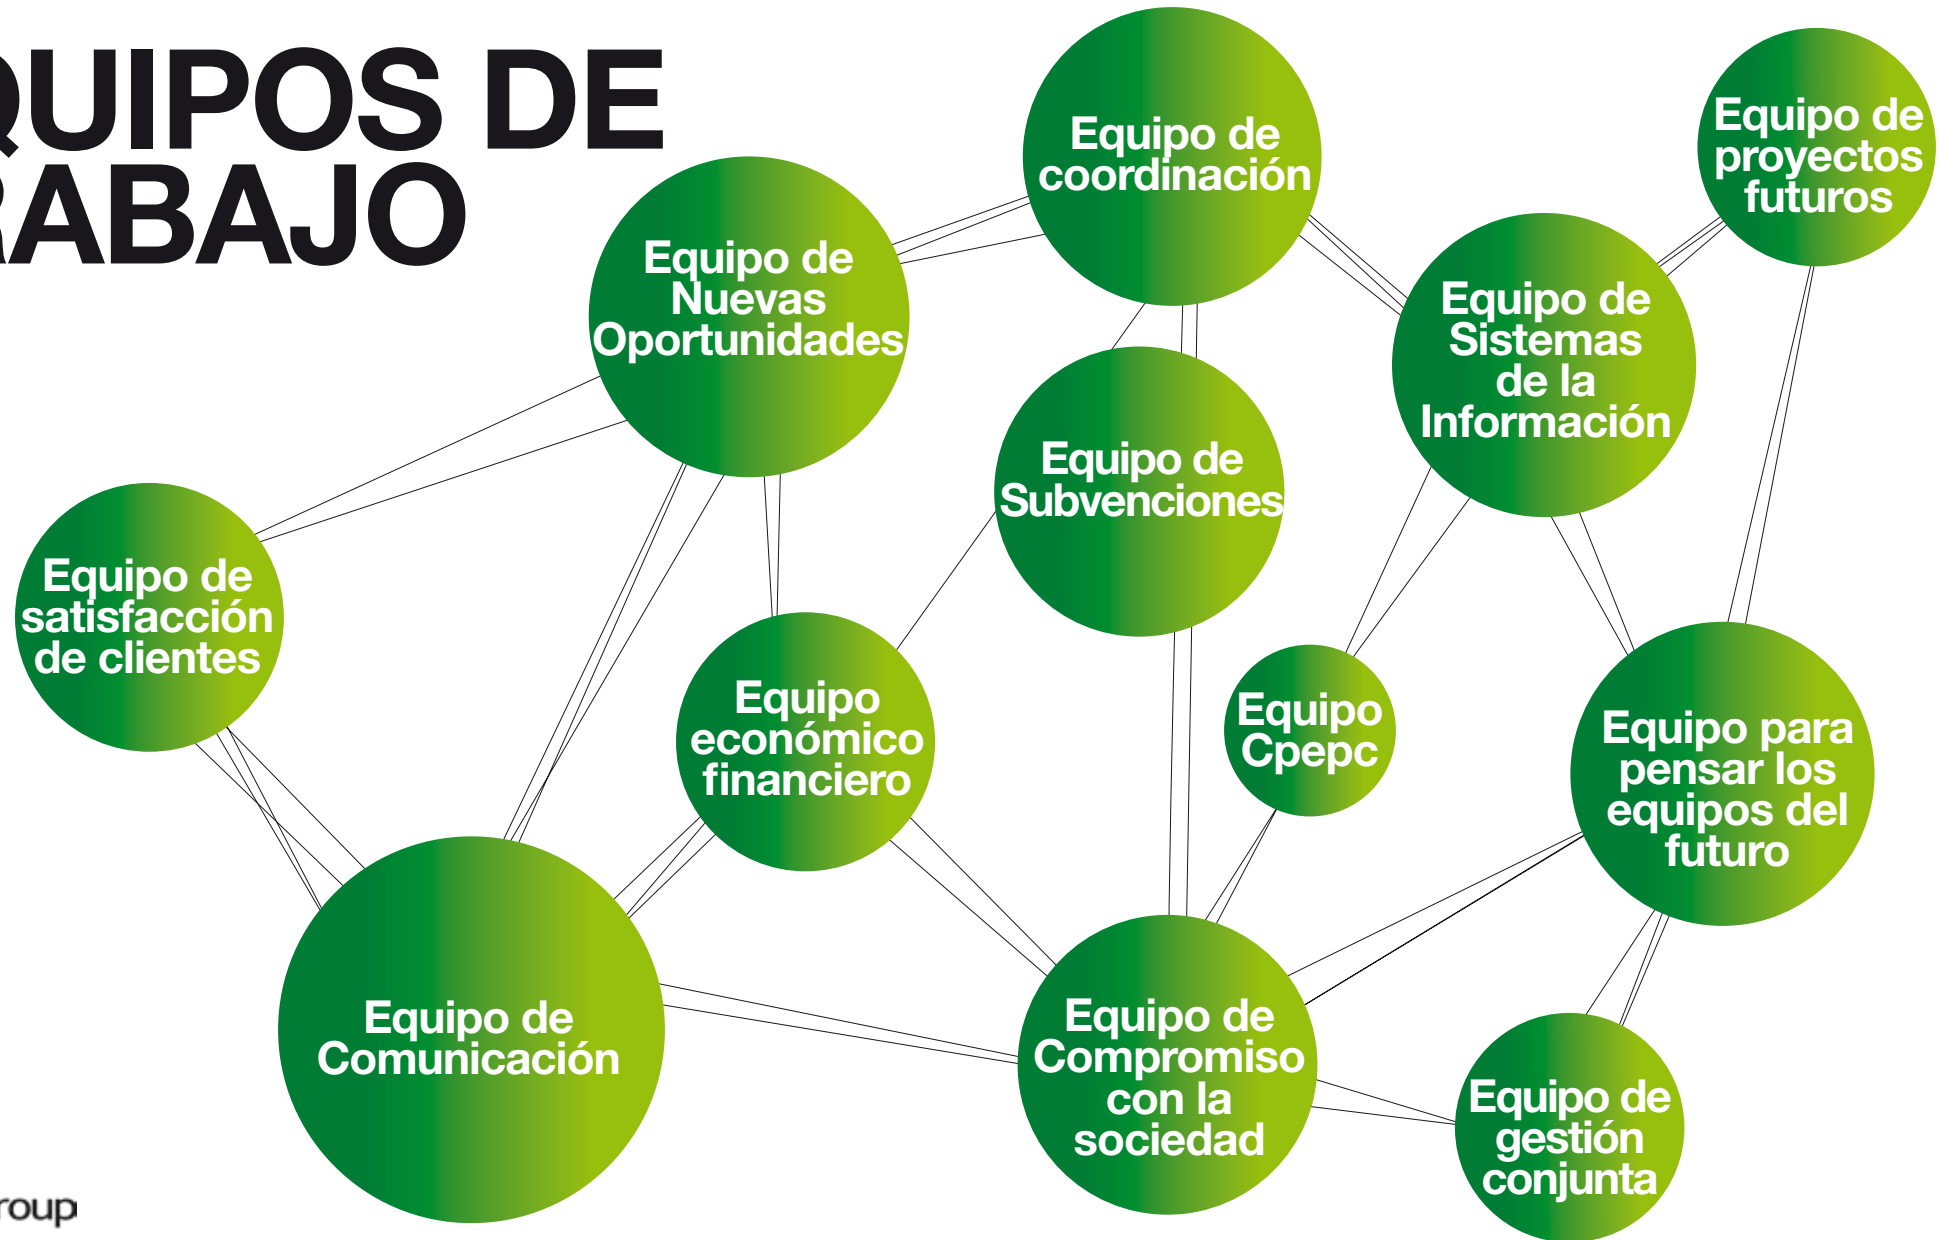 QUIPOS DE
RABAJO
Equipo de
coordinación
Equipo de
proyectos
futuros
Equipo de
Nuevas
Oportunidades
Equipo de
Sistemas
de la
Información
Equipo de
Subvenciones
Equipo de
satisfacción
de clientes
Equipo
económico
financiero
Equipo
Cpepc
Equipo para
pensar los
equipos del
futuro
Equipo de
Comunicación
Equipo de
Compromiso
con la
sociedad
Equipo de
gestión
conjunta
roup